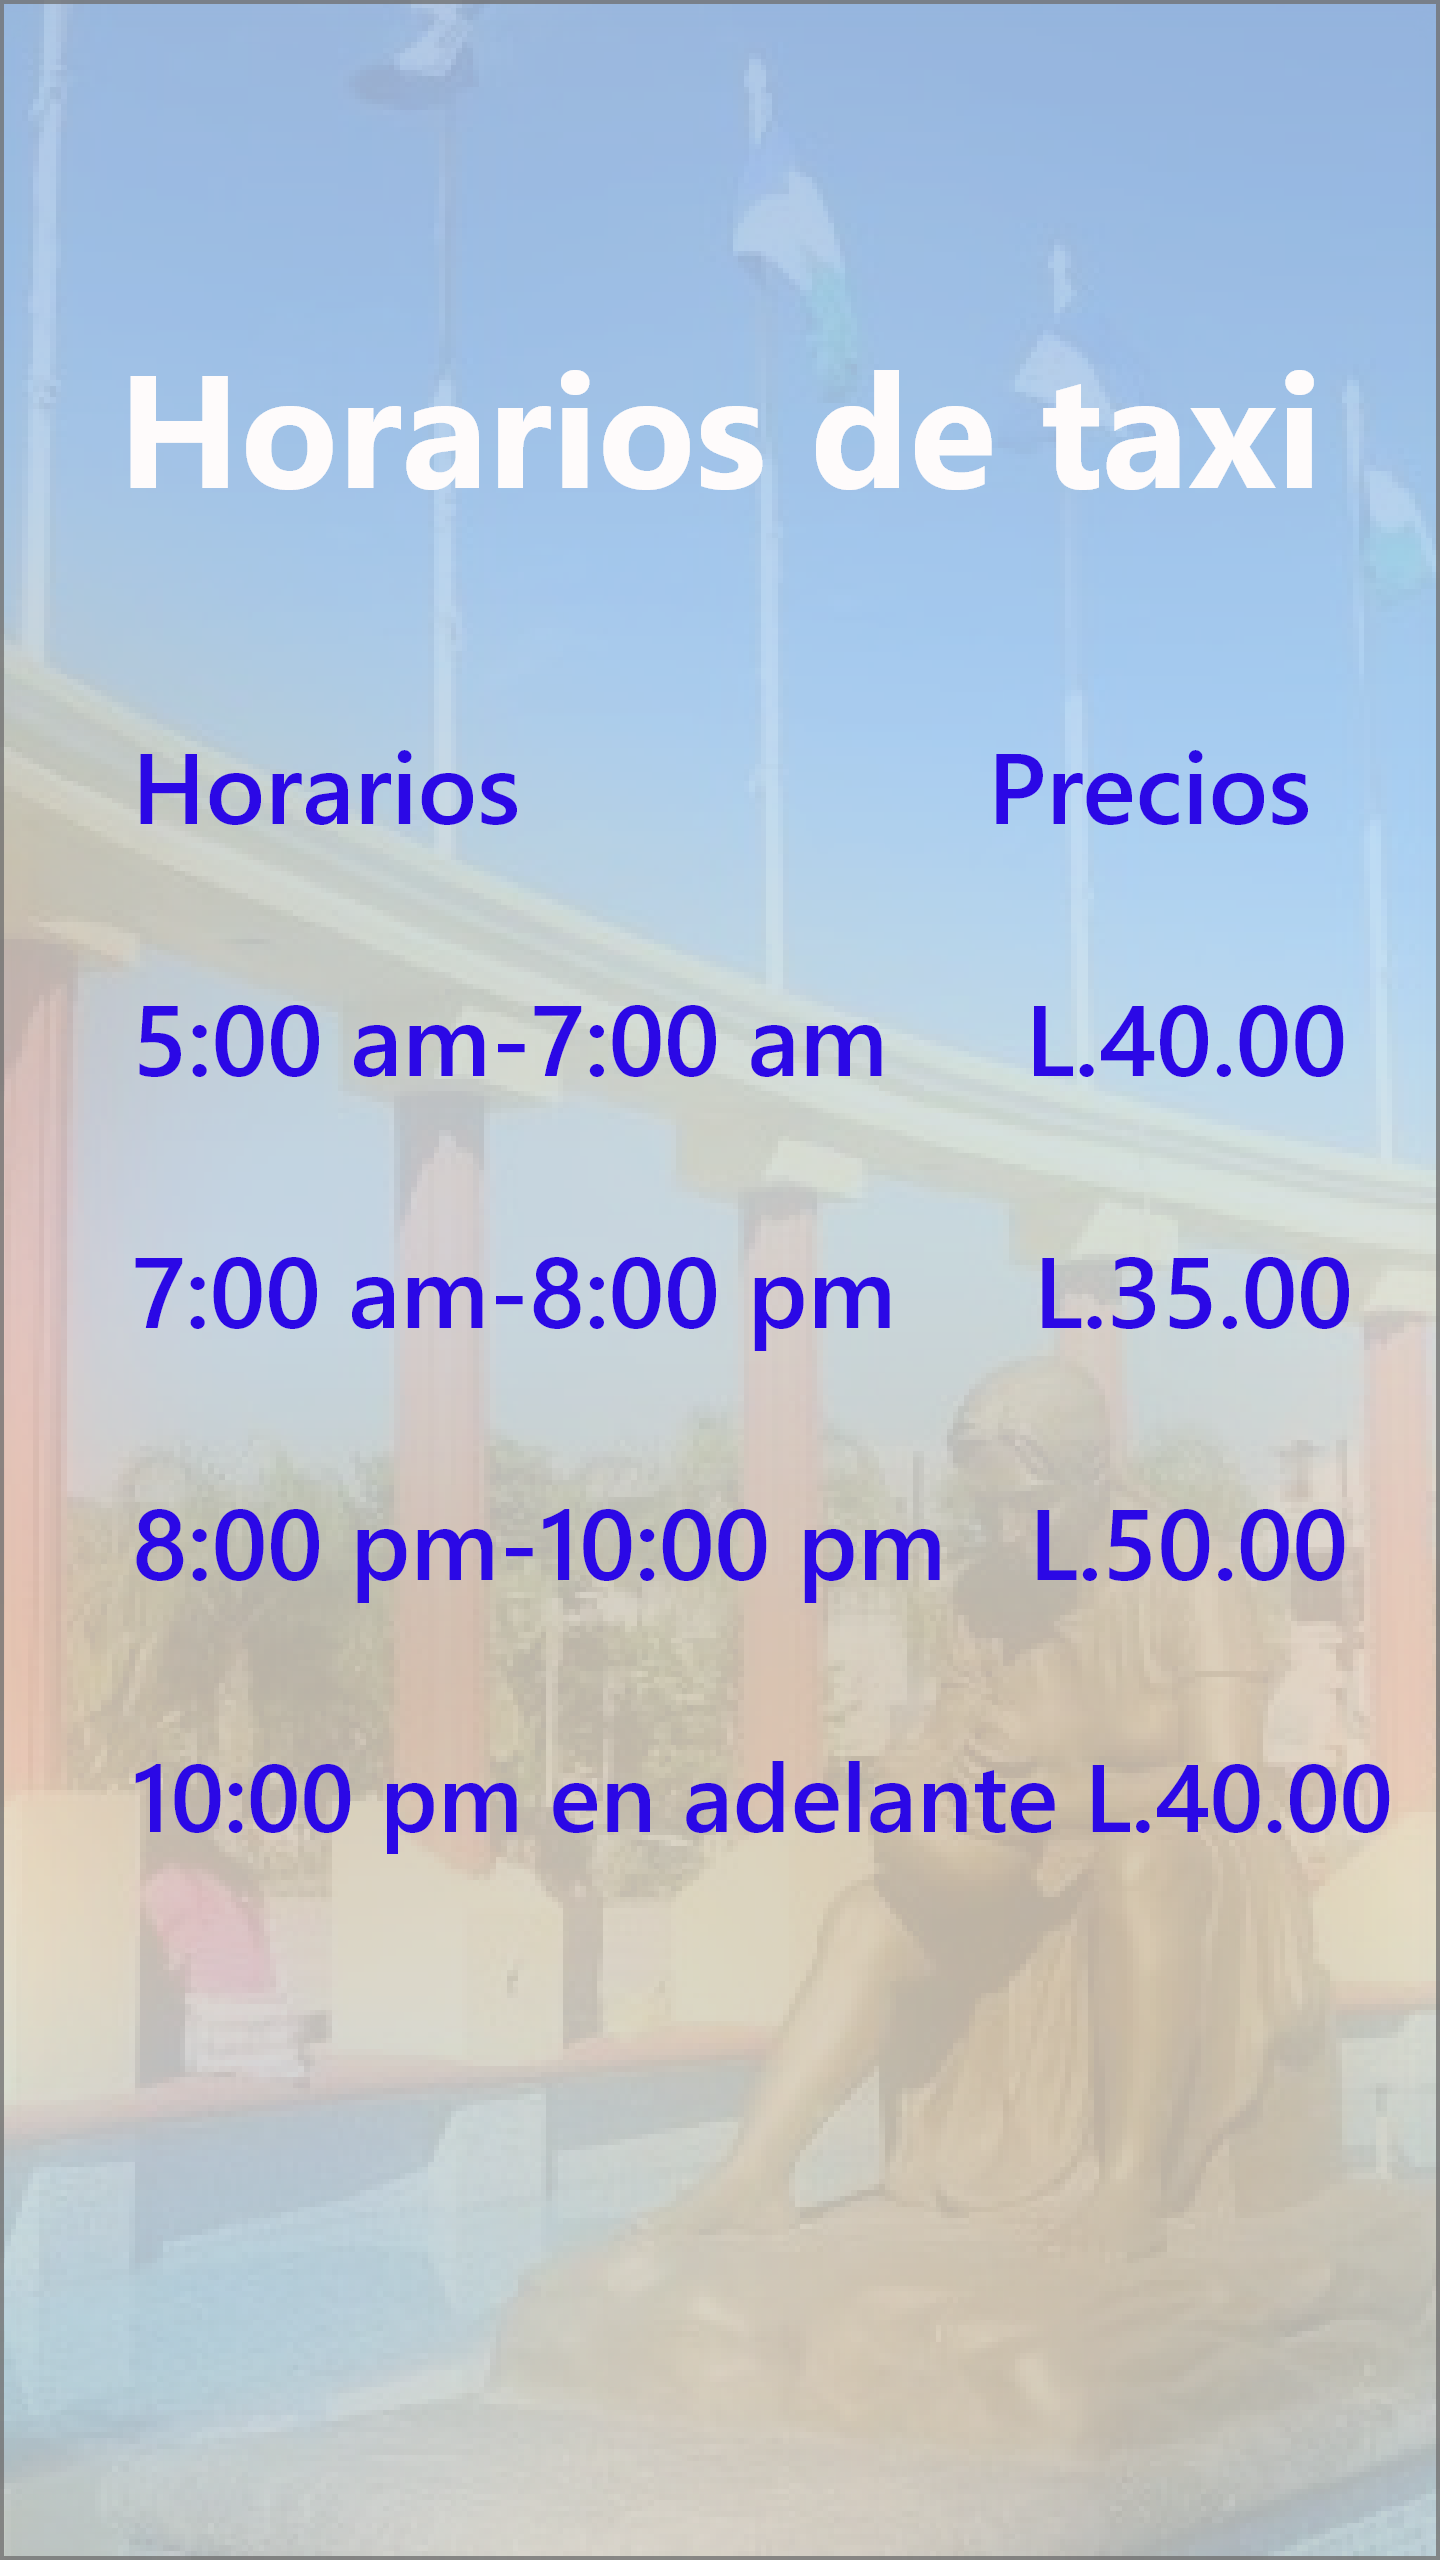 Horarios de taxi
Horarios Precios
5:00 am-7:00 am L.40.00
7:00 am-8:00 pm L.35.00
8:00 pm-10:00 pm L.50.00
10:00 pm en adelante L.40.00